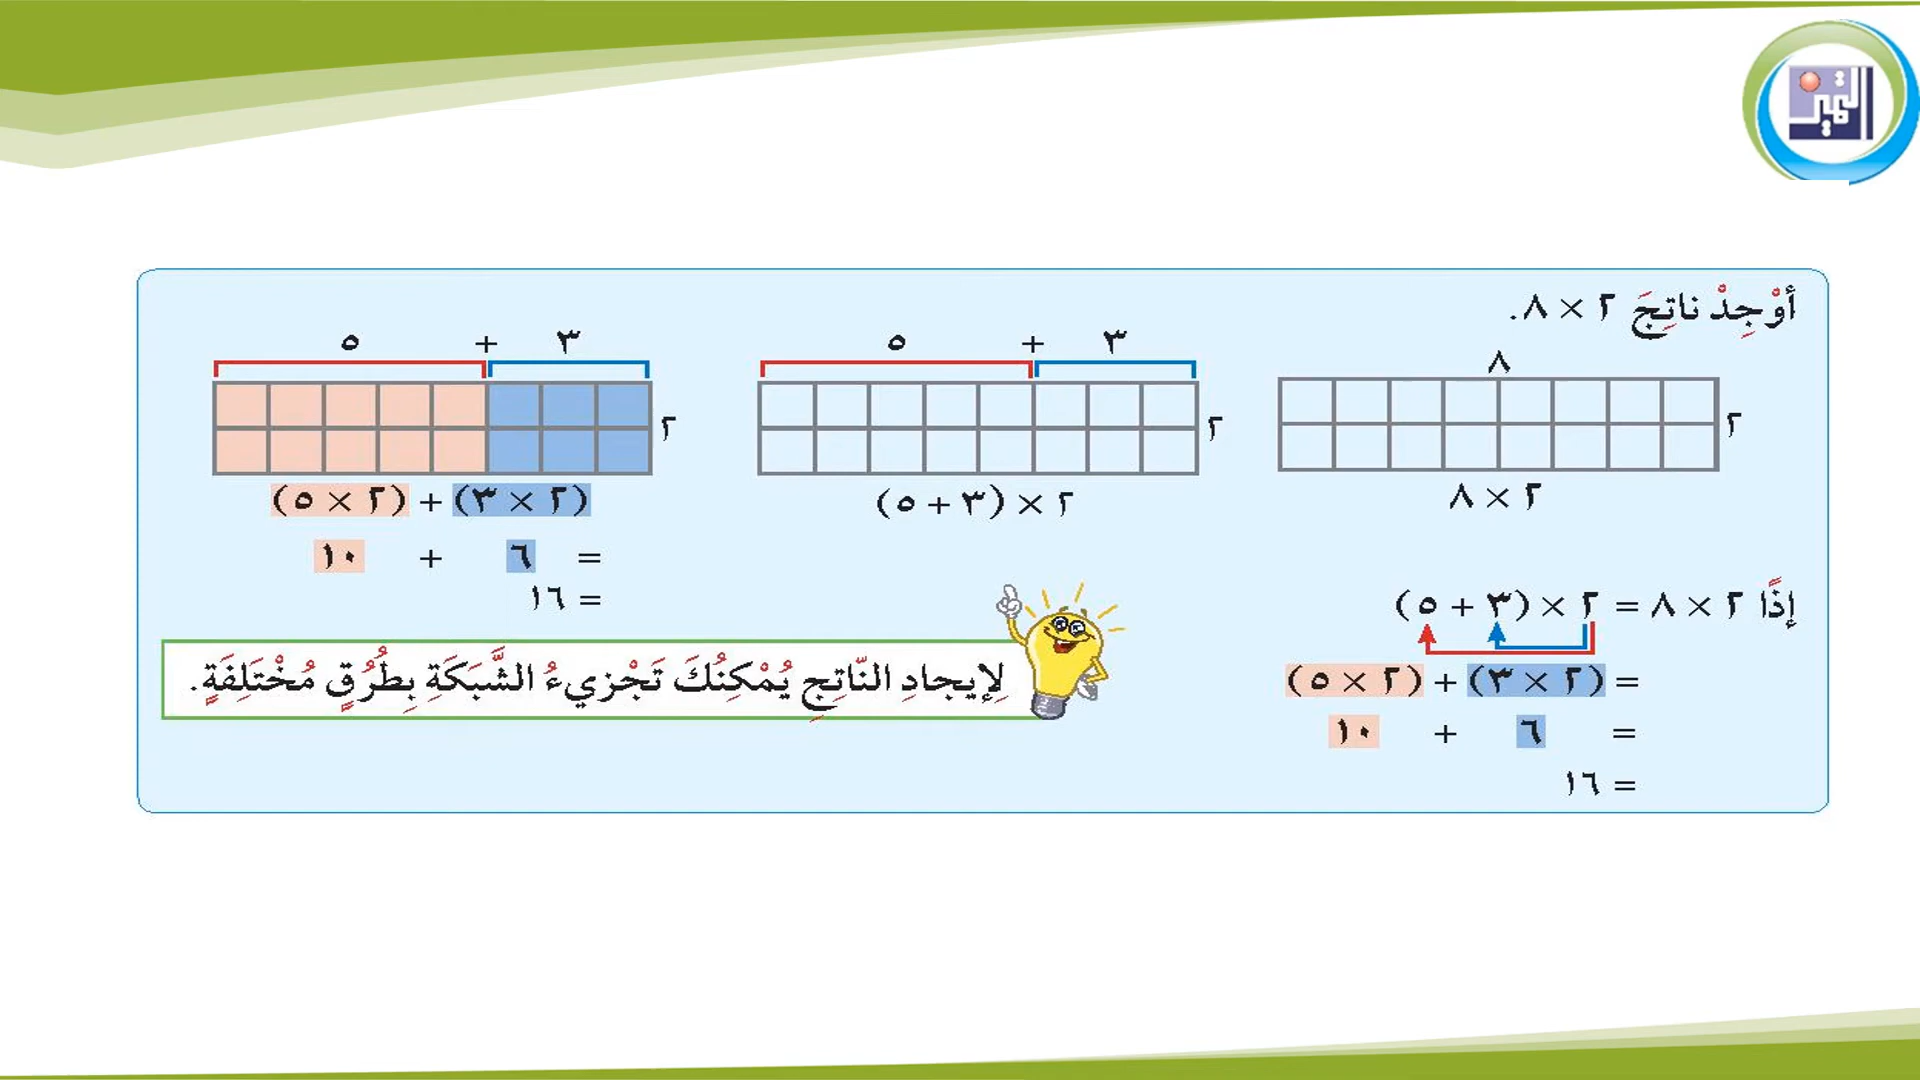 التميز
أوْجِدْ ناتِجَ ٢ × ٨.
٨
٢
٢ × ٨
٣ + ٥
٢
٢ × (٣ + ٥)
٣ + ٥
٢
(٢ × ٣) + (٢ × ٥)
= ٦ + ١٠
= ١٦
إِذًا ٢ × ٨ = ٢ × (٣ + ٥)
= (٢ × ٣) + (٢ × ٥)
= ٦ + ١٠
= ١٦
لِإيجادِ النّاتِجِ يُمْكِنُكَ تَجْزيءُ الشَّبَكَةِ بِطُرُقٍ مُخْتَلِفَةٍ.